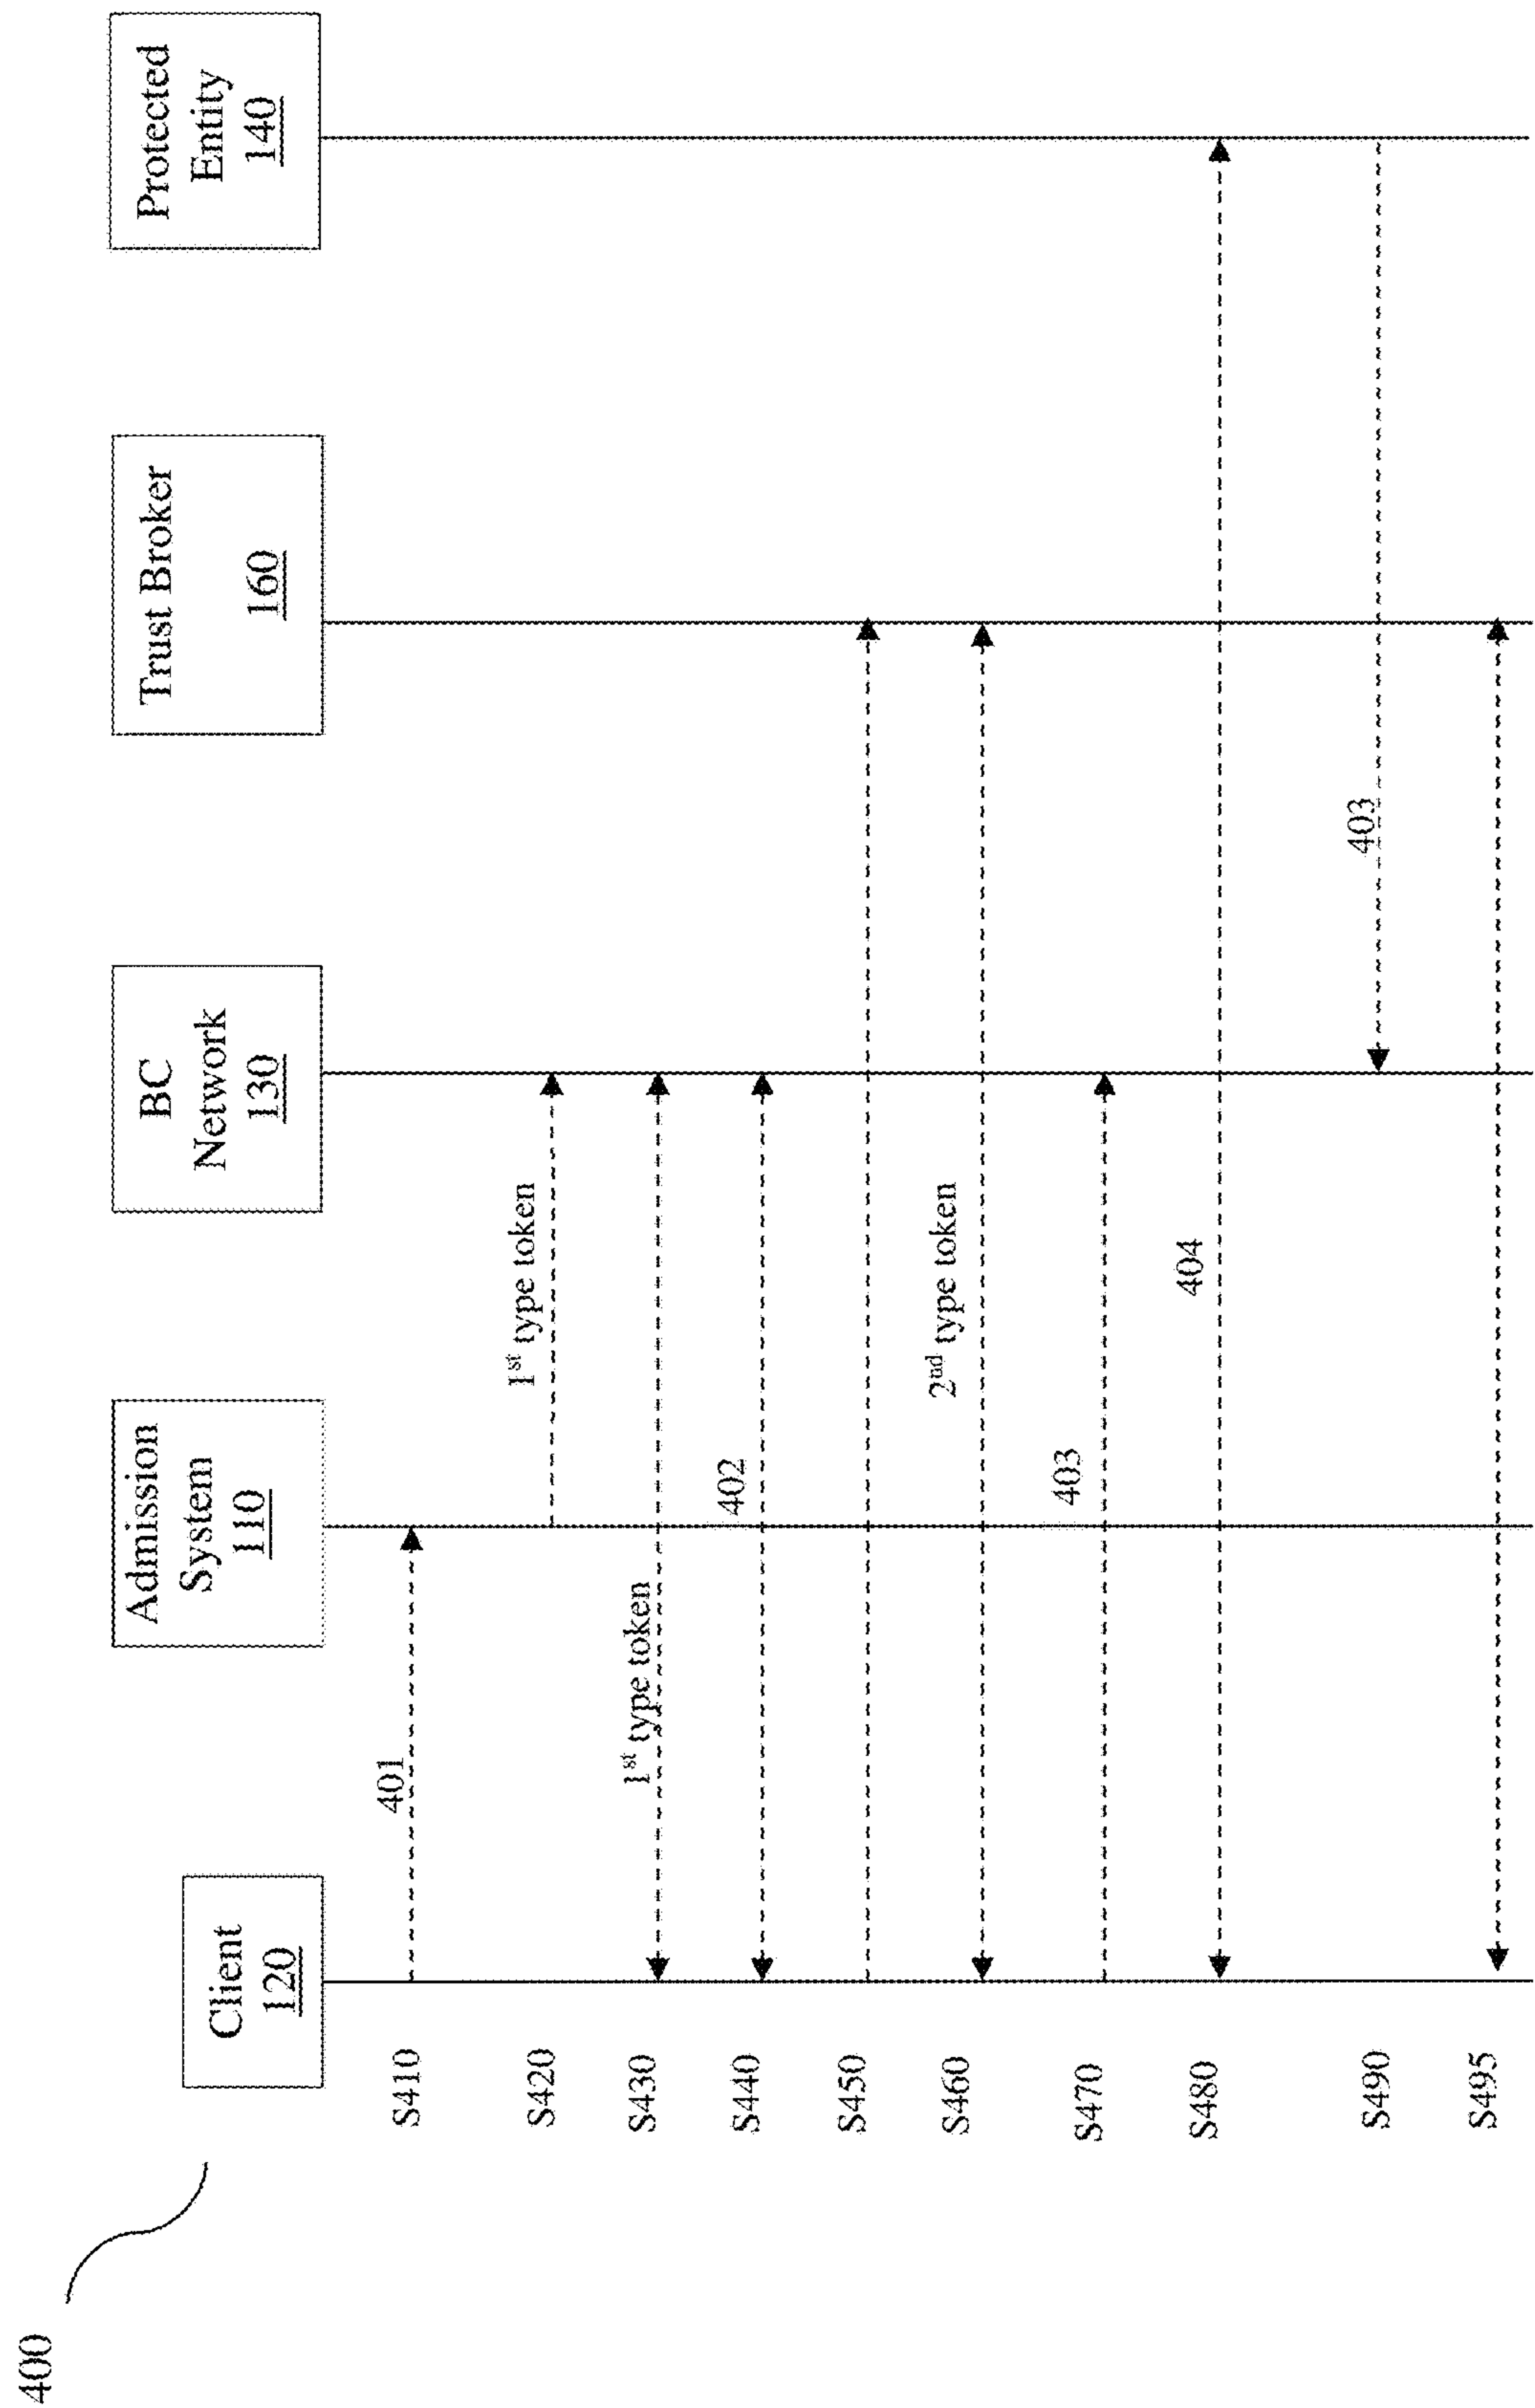 400
Client
120
Admission
System
110
BC
Network
130
Trust Broker
160
Protected
Entity
140
S410
401
S420
1st type token
S430
1st type token
S440
402
S450
S460
2nd type token
S470
403
S480
404
S490
403
S495